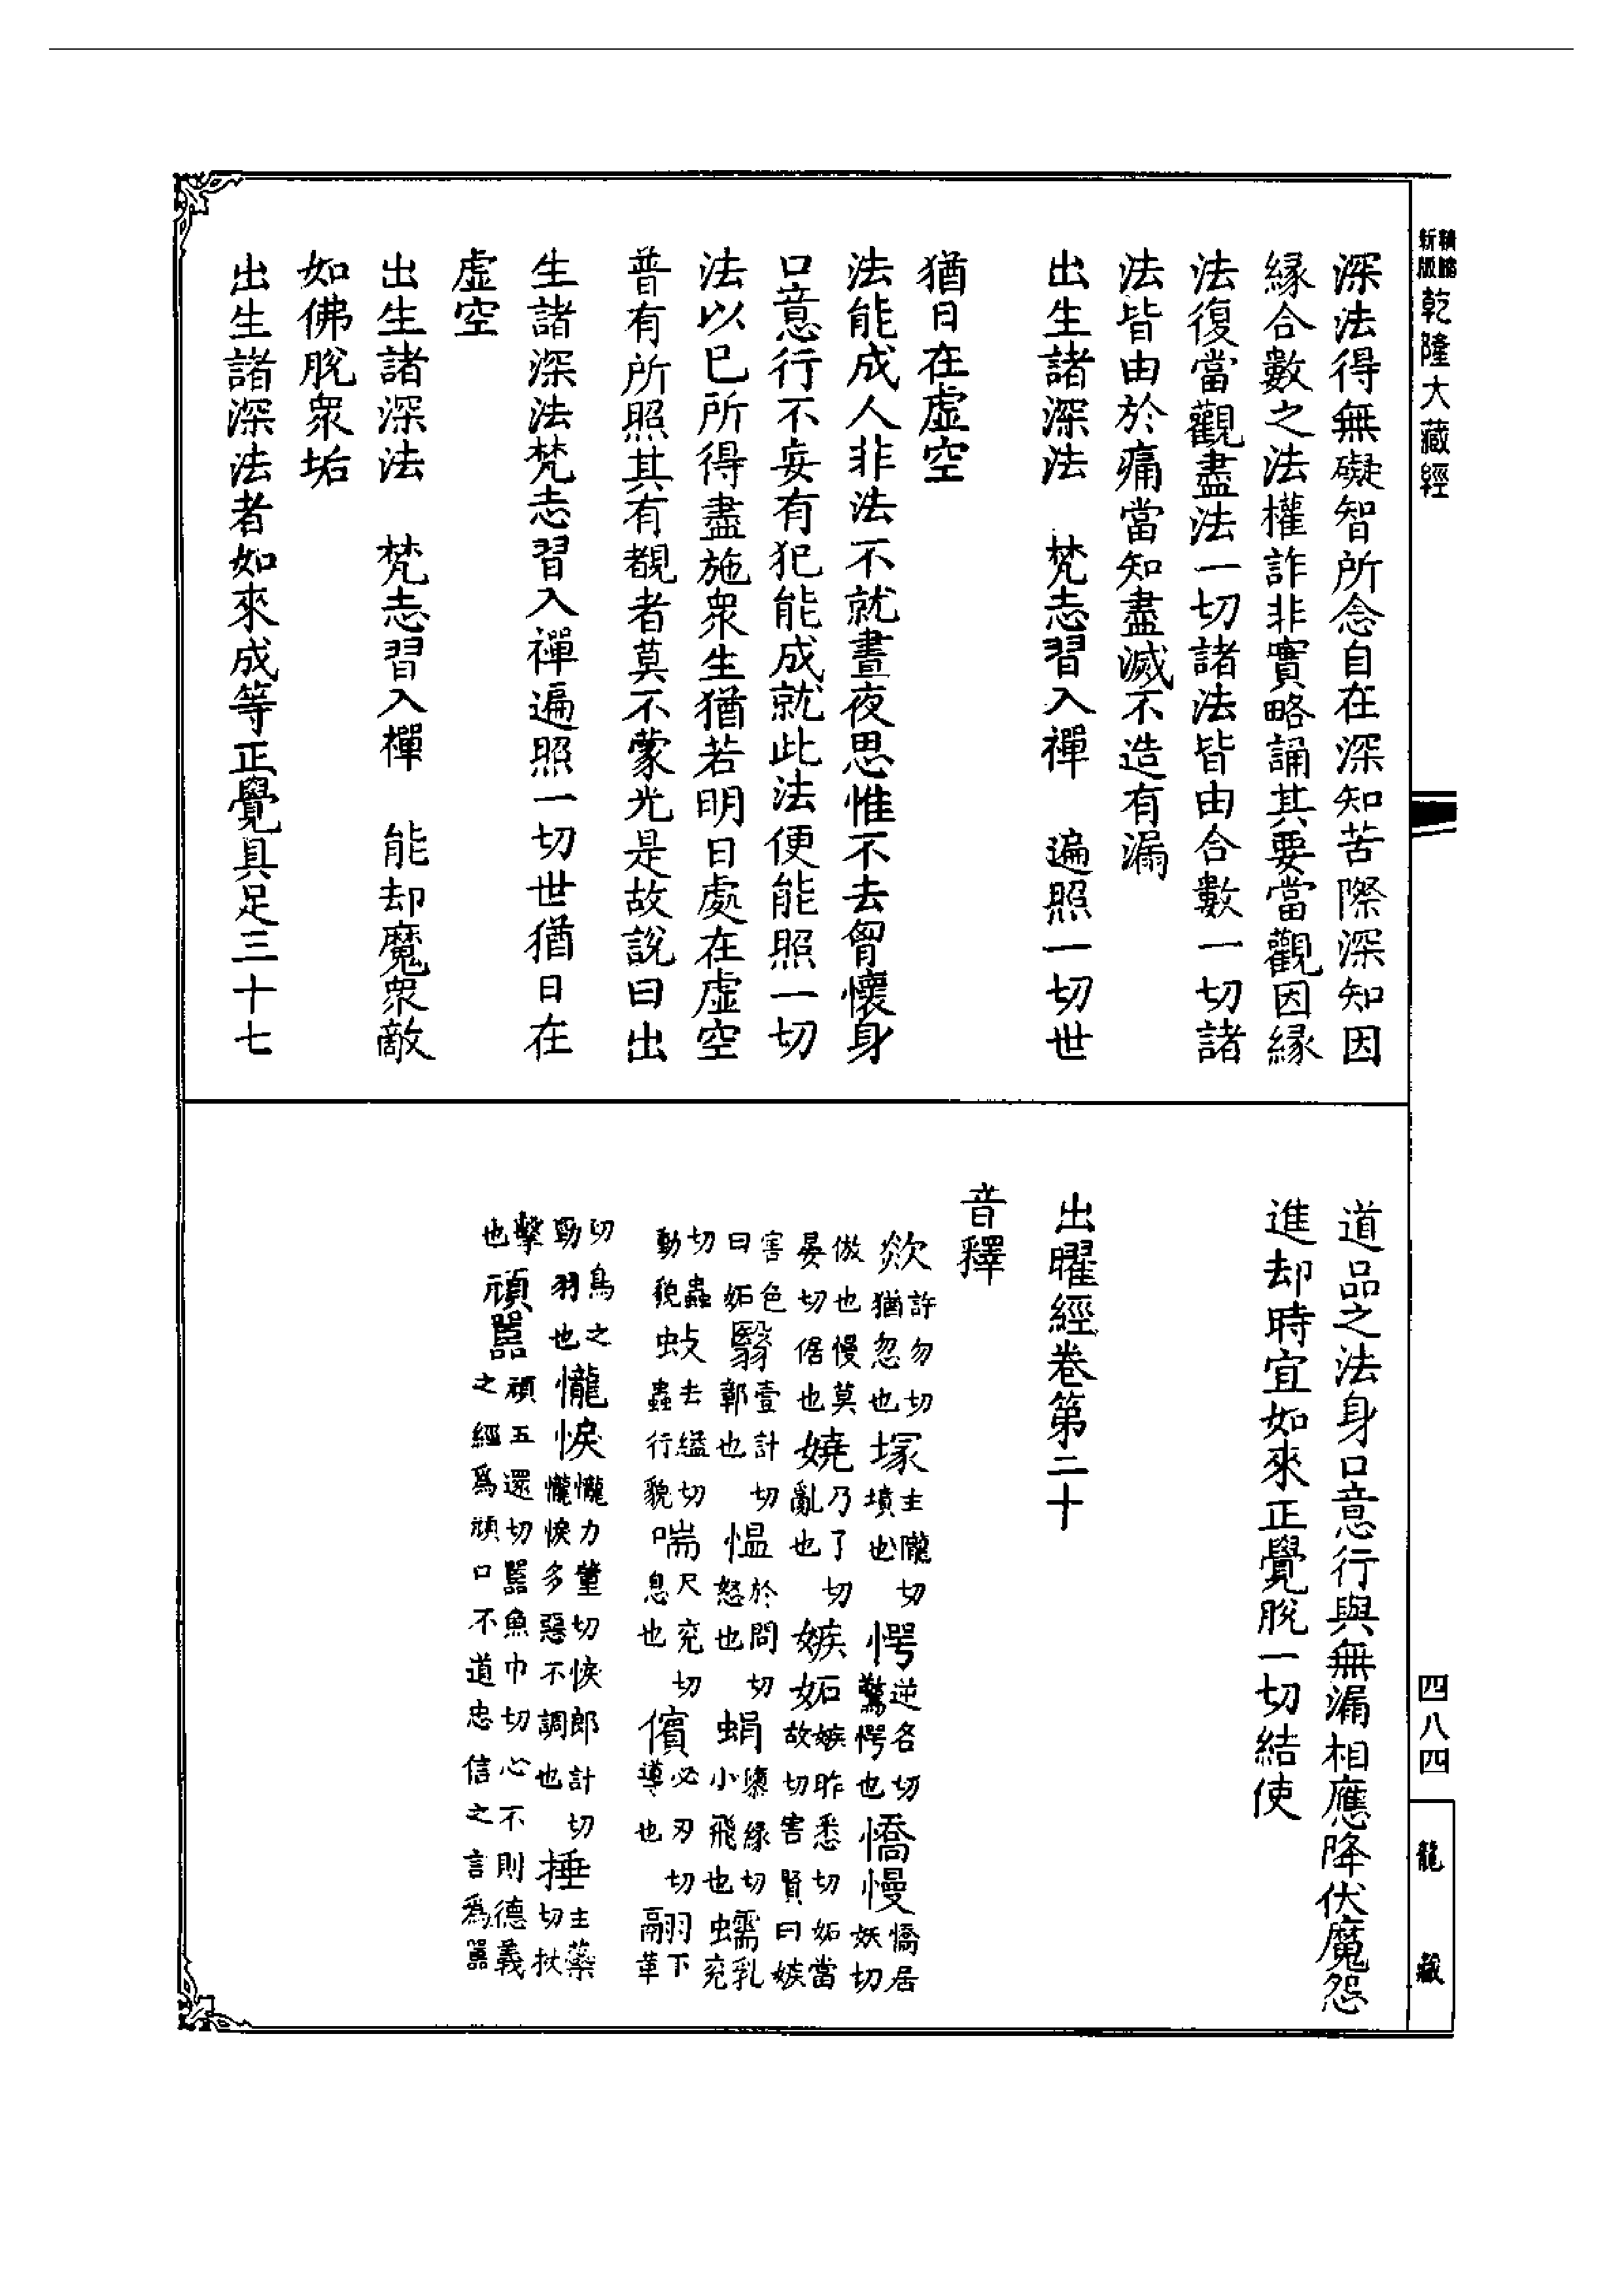 新版
精縮
乾隆大藏經
深法得無礙智所念自在深知苦際深知因
緣合數之法權詐非實略誦其要當觀因緣
法復當觀盡法一切諸法皆由合數一切諸
法皆由於痛當知盡滅不造有漏
出生諸深法　梵志習入禪　遍照一切世
猶日在虛空
法能成人非法不就晝夜思惟不去胷懷身
口意行不妄有犯能成就此法便能照一切
法以已所得盡施衆生猶若明日處在虛空
普有所照其有覩者莫不蒙光是故說曰出
生諸深法梵志習入禪遍照一切世猶日在
虛空
出生諸深法　梵志習入禪　能却魔衆敵
如佛脫衆垢
出生諸深法者如來成等正覺具足三十七
道品之法身口意行與無漏相應降伏魔怨
進却時宜如來正覺脫一切結使
出曜經卷第二十
音釋
欻許勿切猶忽也塚主隴切墳也愕逆各切驚愕也憍慢憍居妖切
倣也慢莫晏切倨也嬈乃了切亂也嫉妬嫉昨悉切妬當故切害賢曰嫉
害色曰妬翳壹計切鄣也愠於問切怒也蜎縈緣切小飛也蠕乳兖
切蟲動貌蚑去縊切蟲行貌喘尺兖切息也儐必刃切導也翮下革
切鳥之勁羽也儱悷儱力董切悷郎計切儱悷多惡不調也捶主藥切扙
擊也頑嚚頑五還切嚚魚巾切心不則德義之經爲頑口不道忠信之言爲嚚
四八四
龍藏